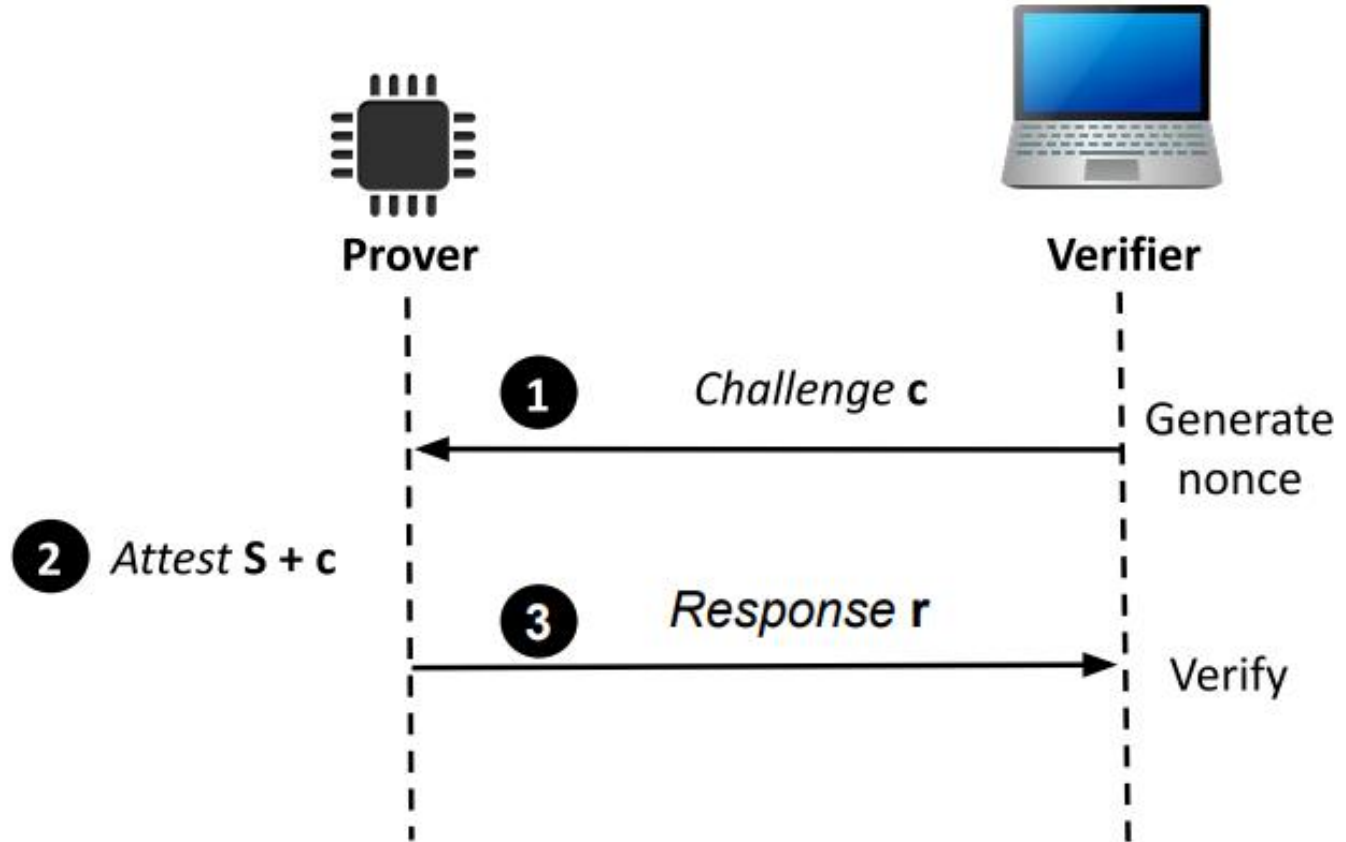 Prover
Verifier
1 Challenge c
Generate
nonce
2 Attest S + c
3 Response r
Verify